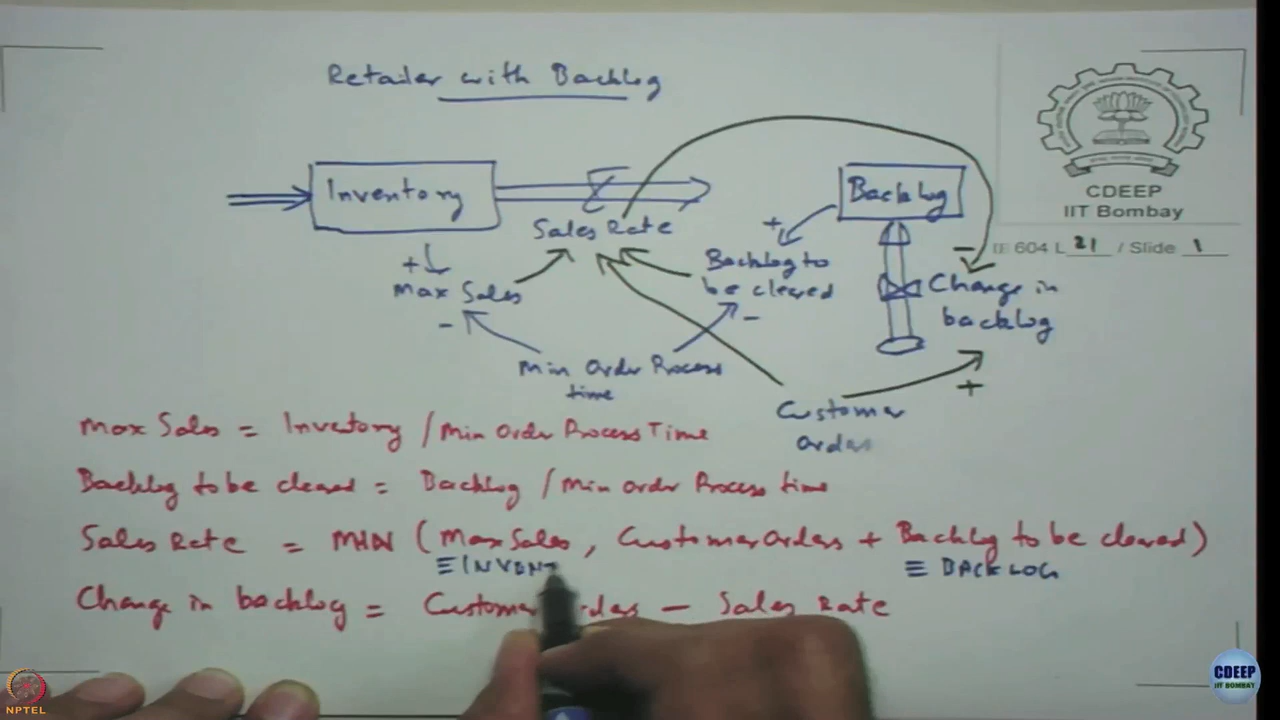 Retailer with Backlog
CDEEP
IIT Bombay
IE 604 L 21 / Slide 1
Inventory
Backlog
Sales Rate
+
+
Backlog to
be cleared
-
Change in
backlog
+
Max Sales
-
-
Min Order Process
time
Customer
Orders
Max Sales = Inventory / Min Order Process Time
Backlog to be cleared = Backlog / Min Order Process time
Sales Rate = MIN (Max Sales, Customer Orders + Backlog to be cleared)
≡ INVENT
≡ BACKLOG
Change in backlog = Customer Orders - Sales Rate
NPTEL
CDEEP
IIT BOMBAY